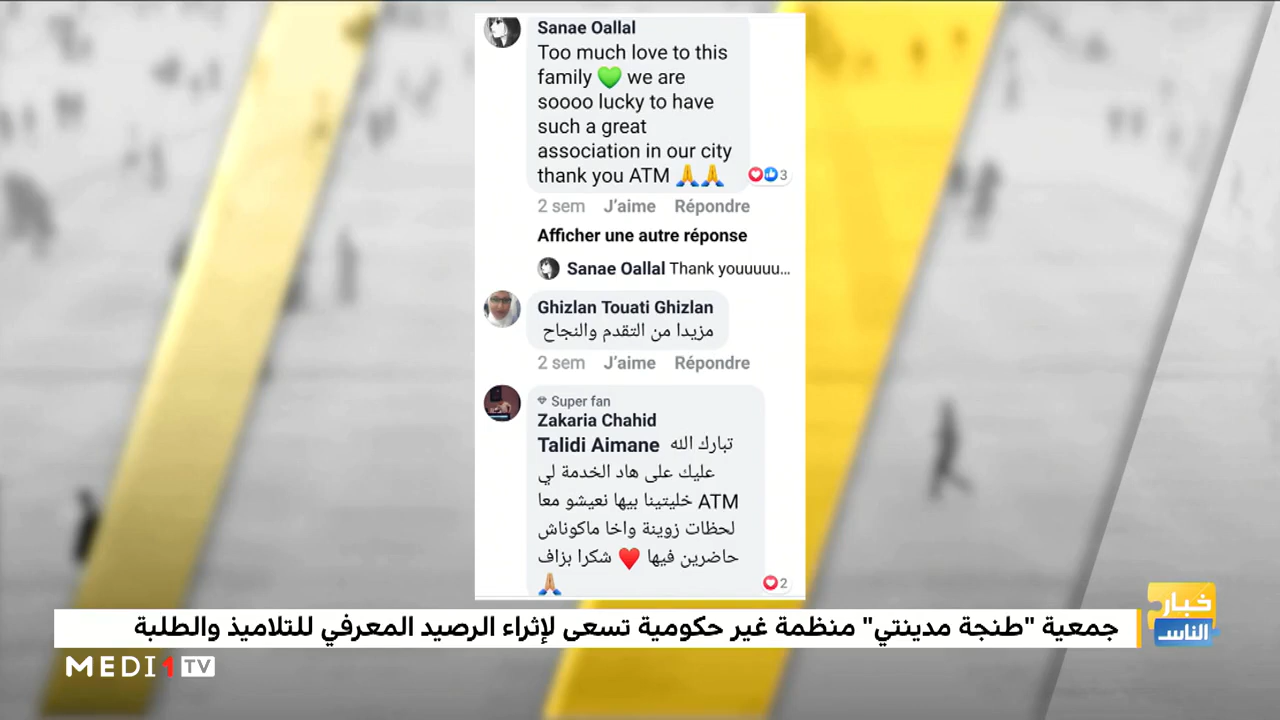 Sanae Oallal
Too much love to this
family 💚 we are
soooo lucky to have
such a great
association in our city
thank you ATM 🙏🙏
3
2 sem J'aime Répondre
Afficher une autre réponse
Sanae Oallal Thank youuuuu...
Ghizlan Touati Ghizlan
مزيدا من التقدم والنجاح
2 sem J'aime Répondre
Super fan
Zakaria Chahid
Talidi Aimane تبارك الله
عليك على هاد الخدمة لي
خليتينا بيها نعيشو معا ATM
لحظات زوينة واخا ماكوناش
حاضرين فيها ❤️ شكرا بزاف
🙏
2
خبار
الناس
جمعية "طنجة مدينتي" منظمة غير حكومية تسعى لإثراء الرصيد المعرفي للتلاميذ والطلبة
MEDI1 TV